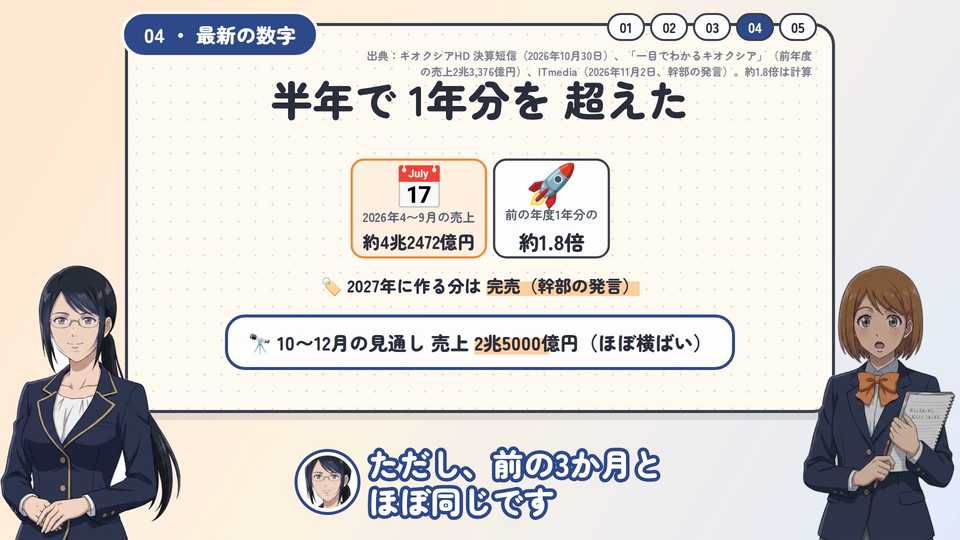 04 ・ 最新の数字
01 02 03 04 05
出典：キオクシアHD 決算短信（2026年10月30日）、「一目でわかるキオクシア」（前年度
の売上2兆3,376億円）、ITmedia（2026年11月2日、幹部の発言）。約1.8倍は計算
半年で 1年分を 超えた
July
17
2026年4〜9月の売上
約4兆2472億円
前の年度1年分の
約1.8倍
2027年に作る分は 完売（幹部の発言）
10〜12月の見通し 売上 2兆5000億円（ほぼ横ばい）
ただし、前の3か月と
ほぼ同じです